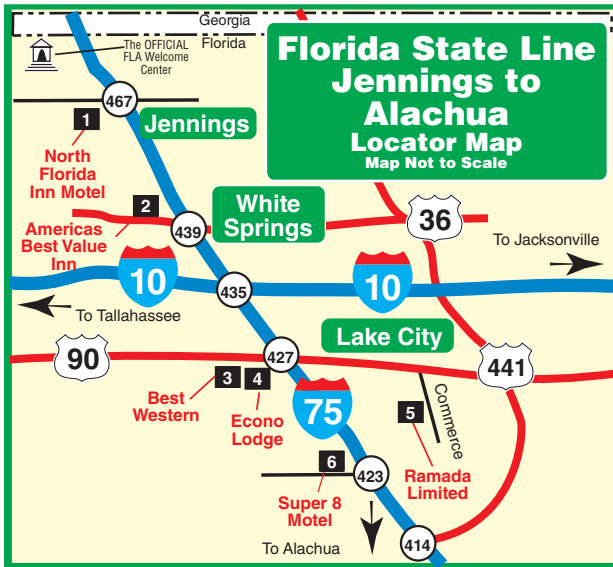 Georgia
Florida
The OFFICIAL
FLA Welcome
Center
Florida State Line
Jennings to
Alachua
Locator Map
Map Not to Scale
467
1
Jennings
North Florida
Inn Motel
2
White
Springs
36
Americas
Best Value
Inn
439
To Jacksonville
10
435
10
To Tallahassee
Lake City
90
427
441
3
4
Best
Western
Econo
Lodge
75
5
Commerce
6
Ramada
Limited
423
Super 8
Motel
To Alachua
414